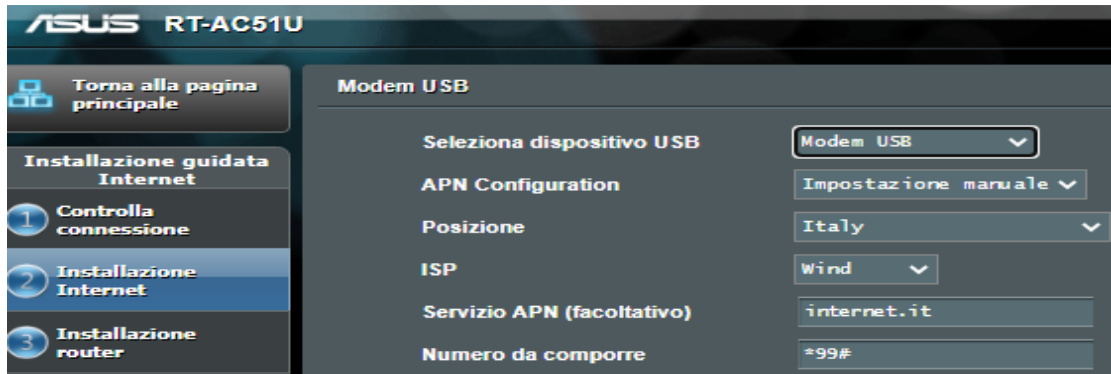 ASUS RT-AC51U
Torna alla pagina
principale
Installazione guidata
Internet
1 Controlla
connessione
2 Installazione
Internet
3 Installazione
router
Modem USB
Seleziona dispositivo USB Modem USB
APN Configuration Impostazione manuale
Posizione Italy
ISP Wind
Servizio APN (facoltativo) internet.it
Numero da comporre *99#